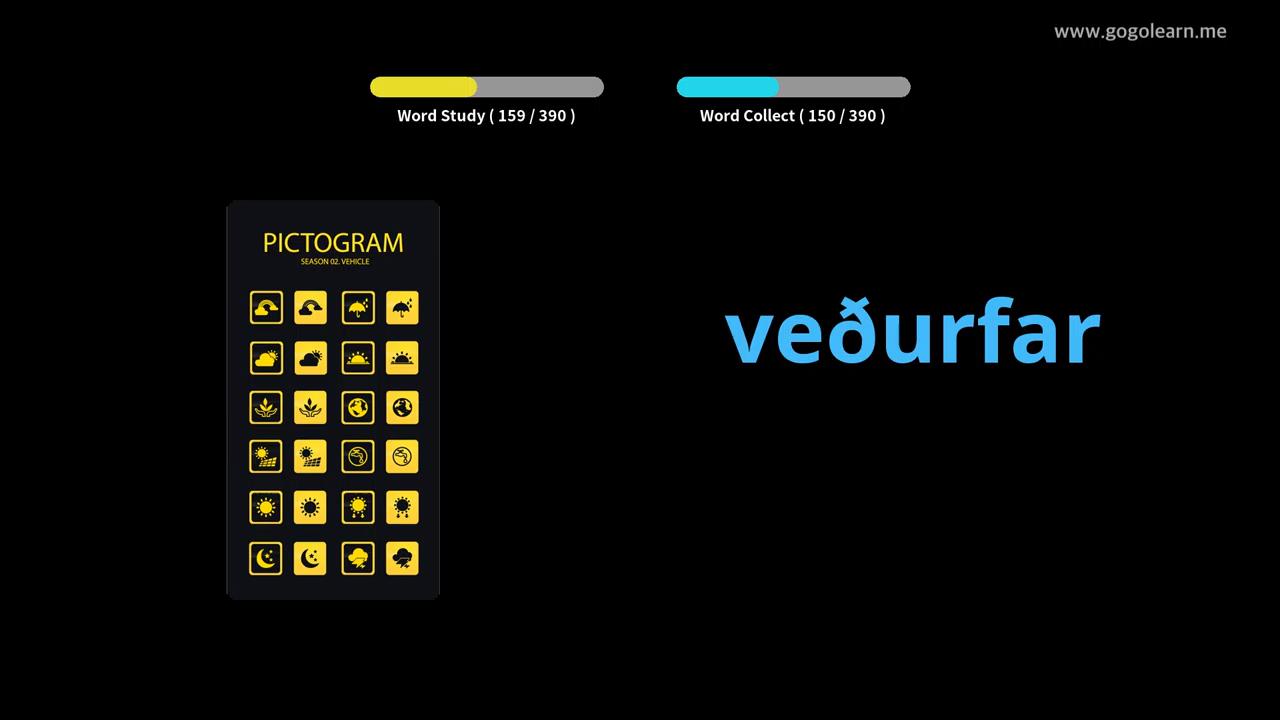 www.gogolearn.me
Word Study ( 159 / 390 )
Word Collect ( 150 / 390 )
PICTOGRAM
SEASON 02. VEHICLE
veðurfar